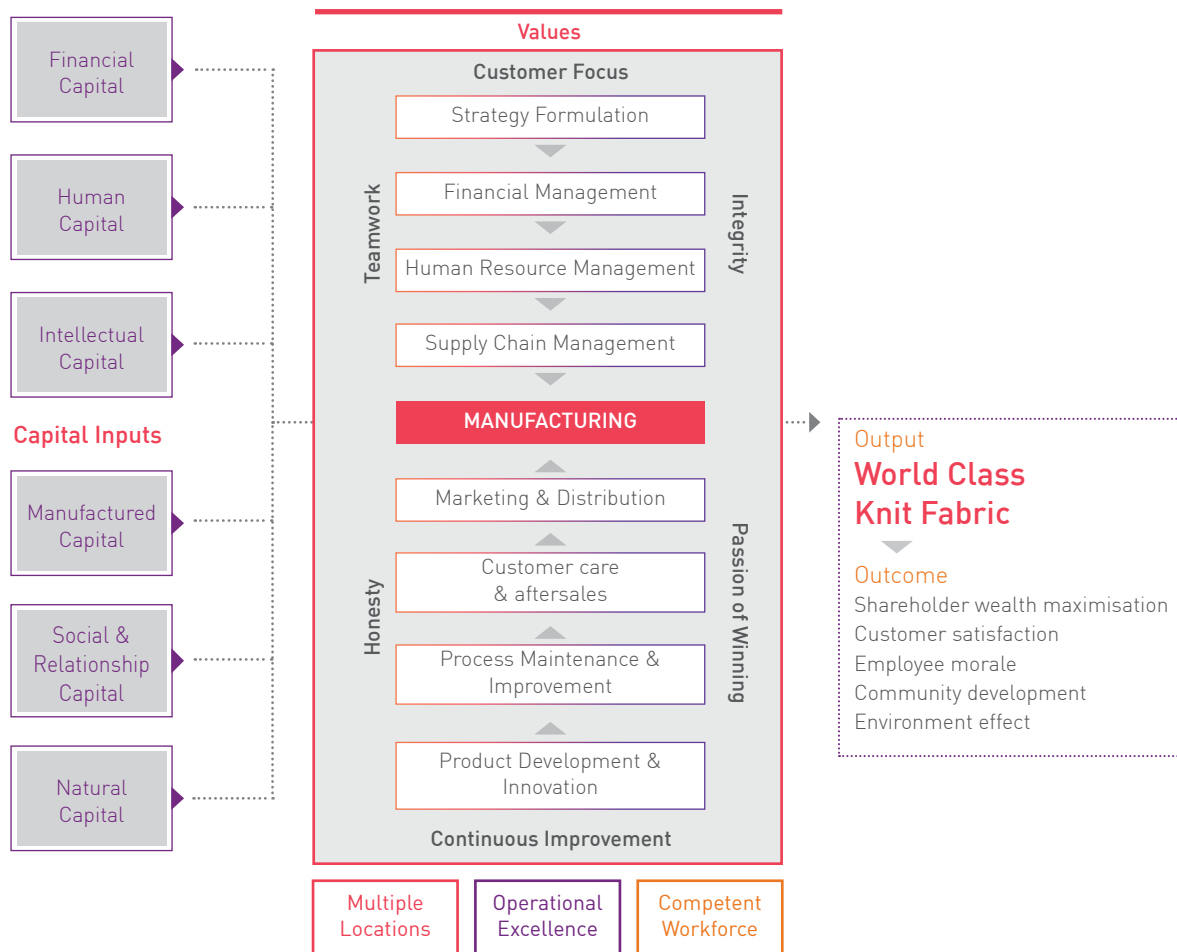 Financial
Capital
Human
Capital
Intellectual
Capital
Capital Inputs
Manufactured
Capital
Social &
Relationship
Capital
Natural
Capital
Values
Customer Focus
Strategy Formulation
Teamwork
Financial Management
Integrity
Human Resource Management
Supply Chain Management
MANUFACTURING
Marketing & Distribution
Honesty
Customer care
& aftersales
Passion of Winning
Process Maintenance &
Improvement
Product Development &
Innovation
Continuous Improvement
Multiple
Locations
Operational
Excellence
Competent
Workforce
Output
World Class
Knit Fabric
Outcome
Shareholder wealth maximisation
Customer satisfaction
Employee morale
Community development
Environment effect